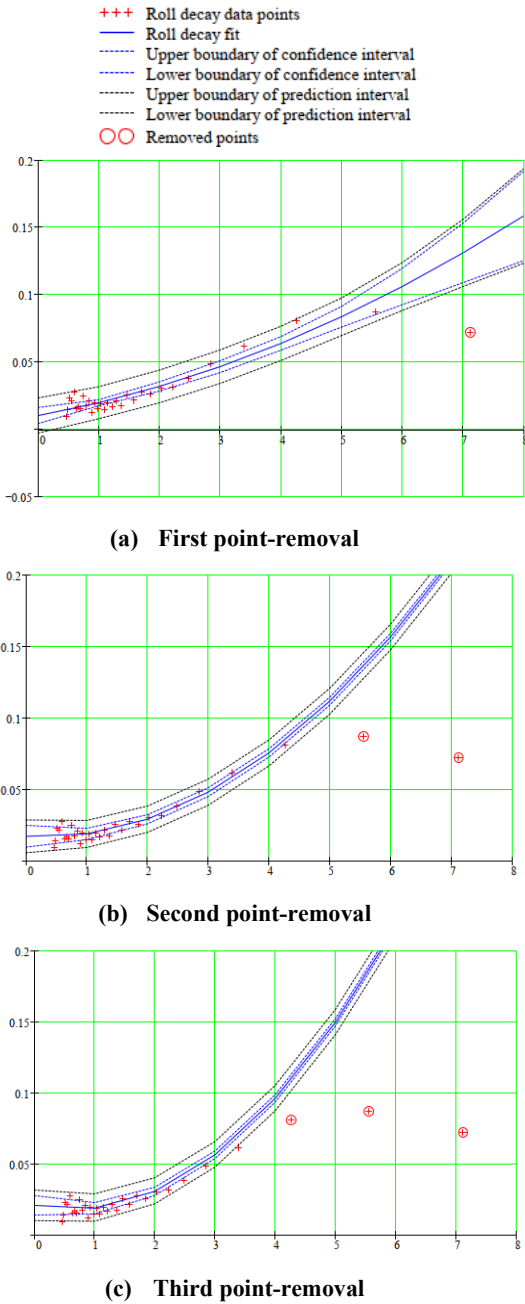 +++ Roll decay data points
Roll decay fit
Upper boundary of confidence interval
Lower boundary of confidence interval
Upper boundary of prediction interval
Lower boundary of prediction interval
Removed points
0.2
0.15
0.1
0.05
0 1 2 3 4 5 6 7 8
−0.05
(a) First point-removal
0.2
0.15
0.1
0.05
0 1 2 3 4 5 6 7 8
(b) Second point-removal
0.2
0.15
0.1
0.05
0 1 2 3 4 5 6 7 8
(c) Third point-removal